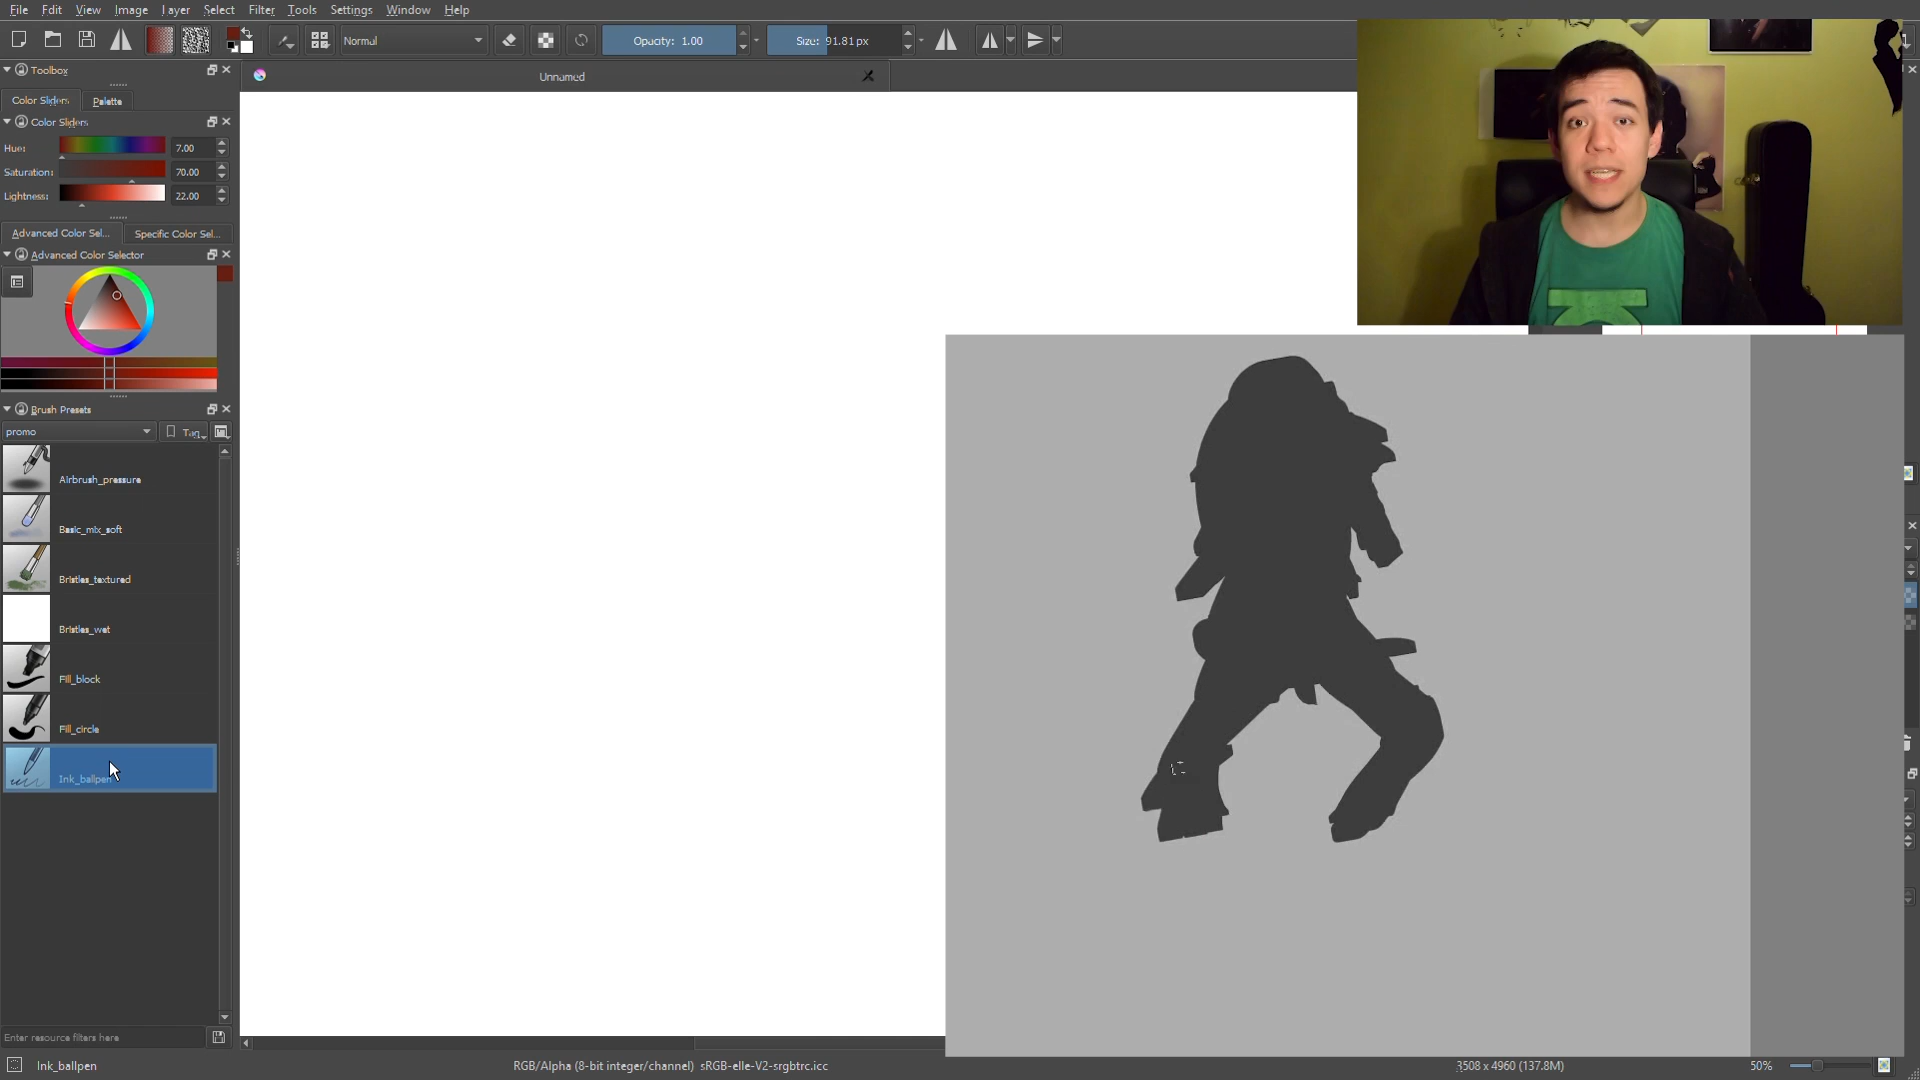 File Edit View Image Layer Select Filter Tools Settings Window Help
Normal Opacity: 1.00 Size: 91.81 px
Toolbox
Unnamed
Color Sliders Palette
Color Sliders
Hue: 7.00
Saturation: 70.00
Lightness: 22.00
Advanced Color Sel... Specific Color Sel...
Advanced Color Selector
Brush Presets
promo Tag
Airbrush_pressure
Basic_mix_soft
Bristles_textured
Bristles_wet
Fill_block
Fill_circle
Ink_ballpen
Enter resource filters here
Ink_ballpen RGB/Alpha (8-bit integer/channel) sRGB-elle-V2-srgbtrc.icc 3508 x 4960 (137.8M) 50%